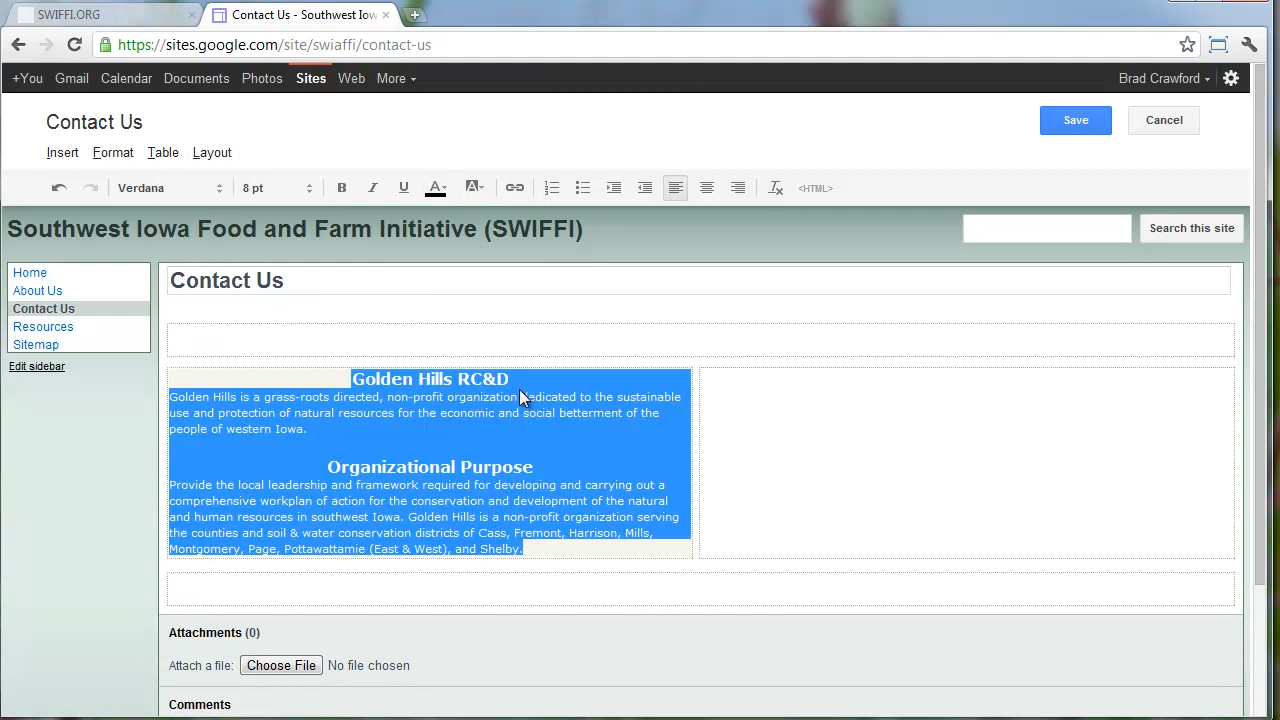 SWIFFI.ORG
Contact Us - Southwest Iow
https://sites.google.com/site/swiaffi/contact-us
+You Gmail Calendar Documents Photos Sites Web More
Brad Crawford
Contact Us
Save
Cancel
Insert Format Table Layout
Verdana
8 pt
B I U A A
<HTML>
Southwest Iowa Food and Farm Initiative (SWIFFI)
Search this site
Home
About Us
Contact Us
Resources
Sitemap
Edit sidebar
Contact Us
Golden Hills RC&D
Golden Hills is a grass-roots directed, non-profit organization dedicated to the sustainable
use and protection of natural resources for the economic and social betterment of the
people of western Iowa.
Organizational Purpose
Provide the local leadership and framework required for developing and carrying out a
comprehensive workplan of action for the conservation and development of the natural
and human resources in southwest Iowa. Golden Hills is a non-profit organization serving
the counties and soil & water conservation districts of Cass, Fremont, Harrison, Mills,
Montgomery, Page, Pottawattamie (East & West), and Shelby.
Attachments (0)
Attach a file: Choose File No file chosen
Comments